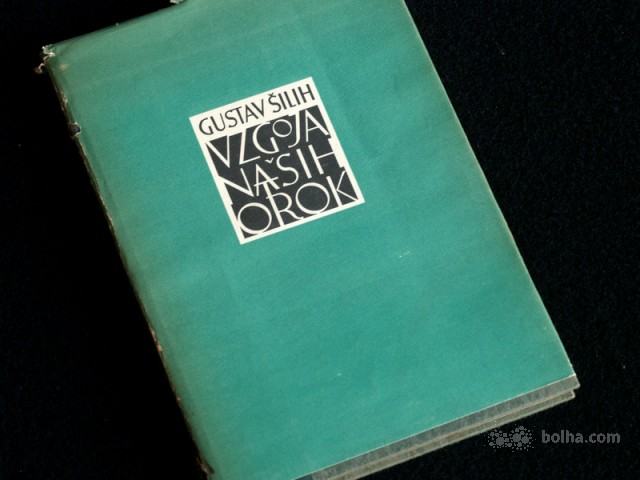 GUSTAV ŠILIH
VZGOJA
NAŠIH
OTROK
bolha.com